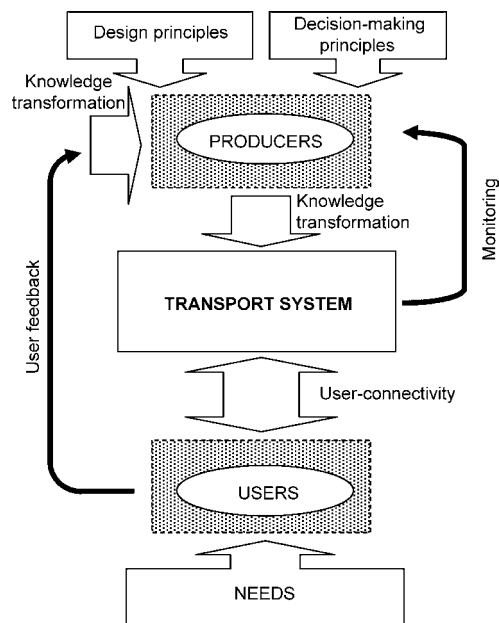 Design principles
Decision-making
principles
Knowledge
transformation
PRODUCERS
Knowledge
transformation
Monitoring
TRANSPORT SYSTEM
User feedback
User-connectivity
USERS
NEEDS